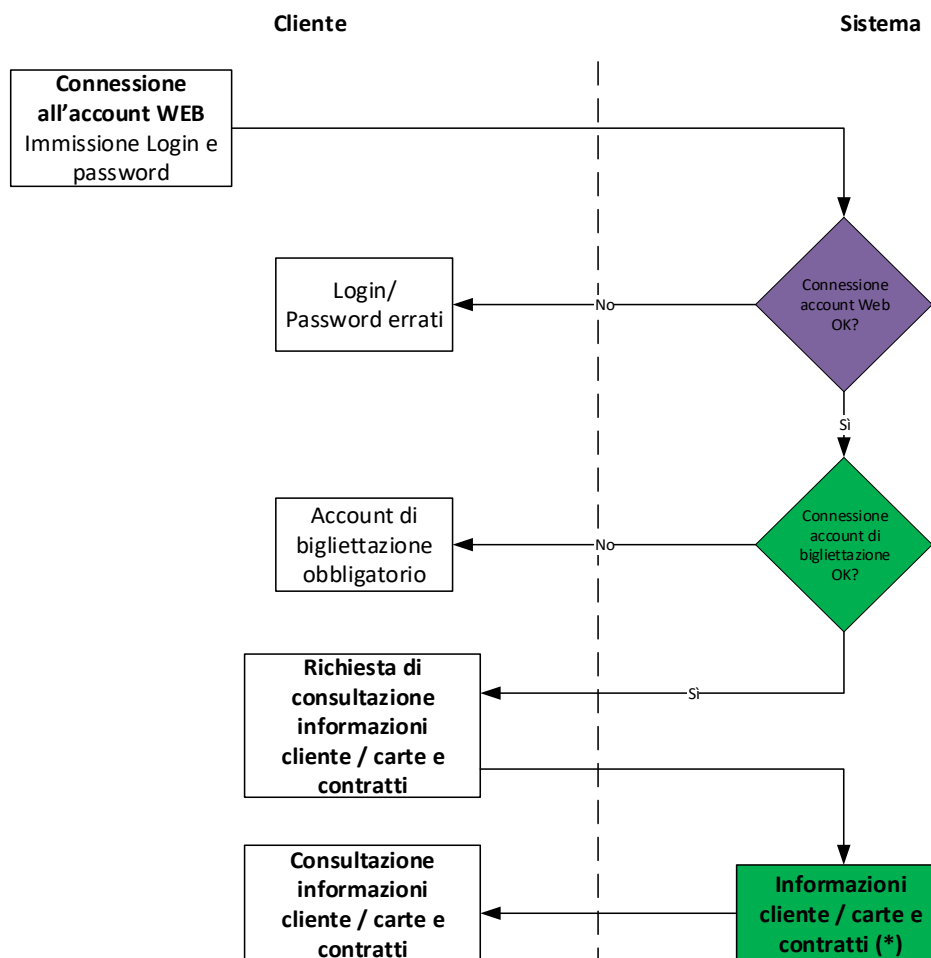 Cliente
Sistema
Connessione
all’account WEB
Immissione Login e
password
Connessione
account Web
OK?
No
Login/
Password errati
Sì
Connessione
account di
bigliettazione
OK?
No
Account di
bigliettazione
obbligatorio
Sì
Richiesta di
consultazione
informazioni
cliente / carte e
contratti
Informazioni
cliente / carte e
contratti (*)
Consultazione
informazioni
cliente / carte e
contratti